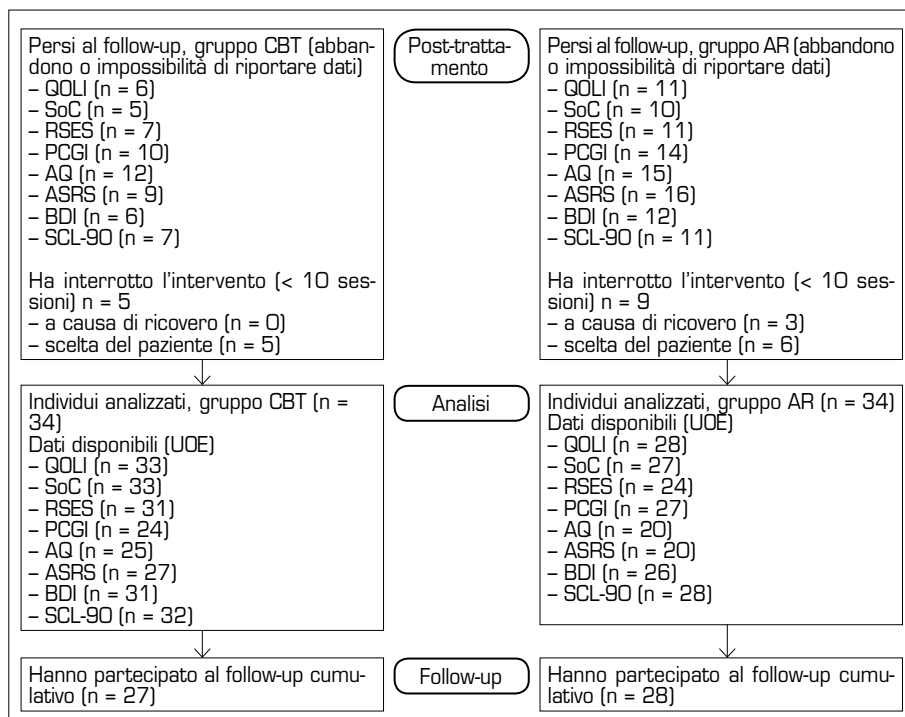 Persi al follow-up, gruppo CBT (abban-
dono o impossibilità di riportare dati)
– QOLI (n = 6)
– SoC (n = 5)
– RSES (n = 7)
– PCGI (n = 10)
– AQ (n = 12)
– ASRS (n = 9)
– BDI (n = 6)
– SCL-90 (n = 7)
Ha interrotto l'intervento (< 10 ses-
sioni) n = 5
– a causa di ricovero (n = 0)
– scelta del paziente (n = 5)
Post-tratta-
mento
Persi al follow-up, gruppo AR (abbandono
o impossibilità di riportare dati)
– QOLI (n = 11)
– SoC (n = 10)
– RSES (n = 11)
– PCGI (n = 14)
– AQ (n = 15)
– ASRS (n = 16)
– BDI (n = 12)
– SCL-90 (n = 11)
Ha interrotto l'intervento (< 10 ses-
sioni) n = 9
– a causa di ricovero (n = 3)
– scelta del paziente (n = 6)
Individui analizzati, gruppo CBT (n =
34)
Dati disponibili (UOE)
– QOLI (n = 33)
– SoC (n = 33)
– RSES (n = 31)
– PCGI (n = 24)
– AQ (n = 25)
– ASRS (n = 27)
– BDI (n = 31)
– SCL-90 (n = 32)
Analisi
Individui analizzati, gruppo AR (n = 34)
Dati disponibili (UOE)
– QOLI (n = 28)
– SoC (n = 27)
– RSES (n = 24)
– PCGI (n = 27)
– AQ (n = 20)
– ASRS (n = 20)
– BDI (n = 26)
– SCL-90 (n = 28)
Hanno partecipato al follow-up cumu-
lativo (n = 27)
Follow-up
Hanno partecipato al follow-up cumu-
lativo (n = 28)